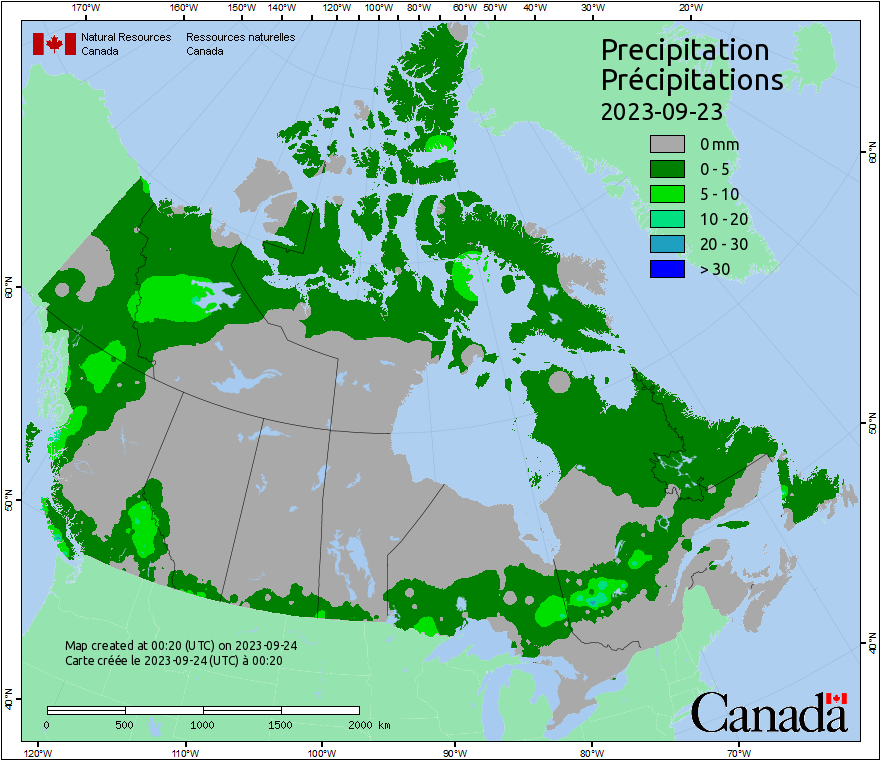 170°W 160°W 150°W 140°W 130°W 120°W 110°W 100°W 90°W 80°W 60°W 50°W 40°W 30°W 20°W
Natural Resources Ressources naturelles
Canada Canada
Precipitation
Précipitations
2023-09-23
0 mm
0 - 5
5 - 10
10 - 20
20 - 30
> 30
60°N
60°N
50°N
50°N
40°N
40°N
Map created at 00:20 (UTC) on 2023-09-24
Carte créée le 2023-09-24 (UTC) à 00:20
0 500 1000 1500 2000 km
Canada
120°W 110°W 100°W 90°W 80°W 70°W